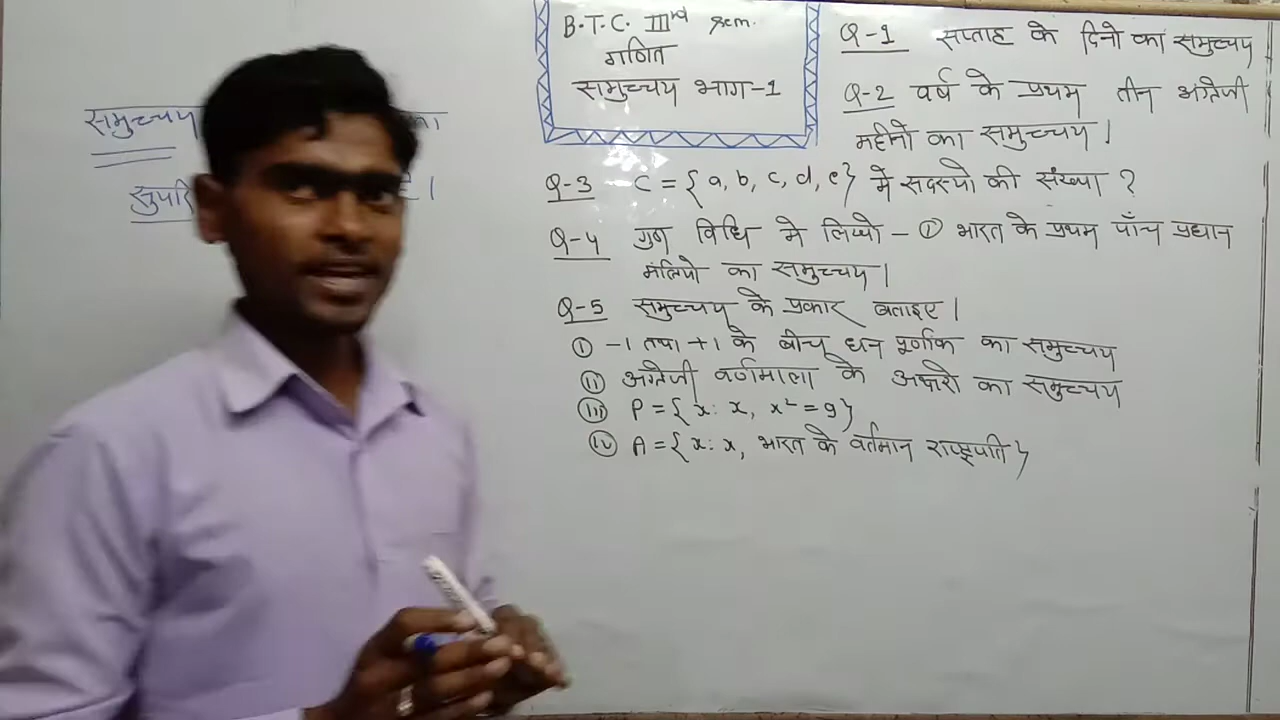 B.T.C. IIIrd sem.
गणित
समुच्चय भाग-1
समुच्चय
सुपरि है।
Q-1 सप्ताह के दिनो का समुच्चय
Q-2 वर्ष के प्रथम तीन अंग्रेजी
महीनो का समुच्चय।
Q-3 C = {a, b, c, d, e} मे सदस्यो की संख्या ?
Q-4 गुण विधि मे लिखो - ① भारत के प्रथम पाँच प्रधान
मंत्रियो का समुच्चय।
Q-5 समुच्चय के प्रकार बताइए।
① -1 तथा +1 के बीच धन पूर्णांक का समुच्चय
(ii) अंग्रेजी वर्णमाला के अक्षरो का समुच्चय
(iii) P = {x: x, x² = 9}
(iv) A = {x: x, भारत के वर्तमान राष्ट्रपति}